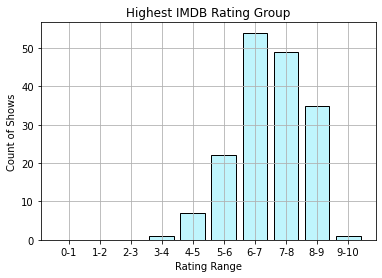 Highest IMDB Rating Group
Count of Shows
50
40
30
20
10
0
0-1 1-2 2-3 3-4 4-5 5-6 6-7 7-8 8-9 9-10
Rating Range